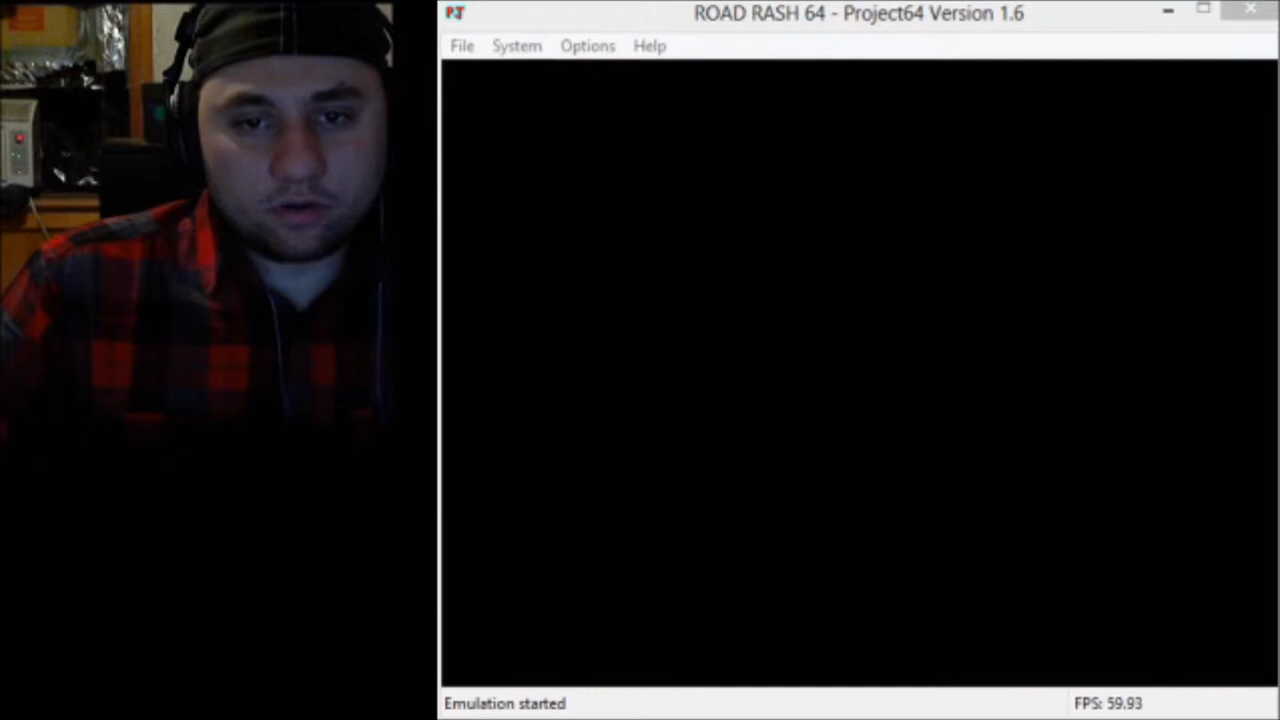 ROAD RASH 64 - Project64 Version 1.6
File System Options Help
Emulation started FPS: 59.93